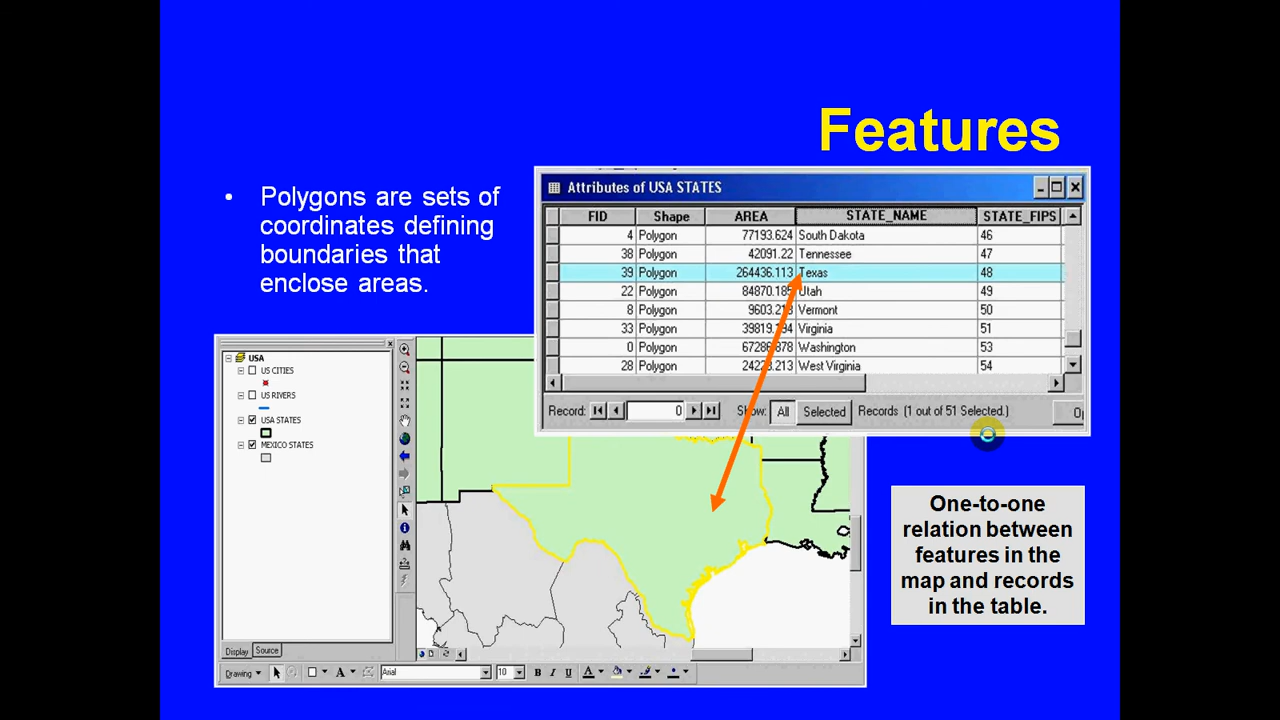 Features
• Polygons are sets of
coordinates defining
boundaries that
enclose areas.
Attributes of USA STATES
FID Shape AREA STATE_NAME STATE_FIPS
4 Polygon 77193.624 South Dakota 46
38 Polygon 42091.22 Tennessee 47
39 Polygon 264436.113 Texas 48
22 Polygon 84870.185 Utah 49
8 Polygon Vermont 50
33 Polygon Virginia 51
0 Polygon Washington 53
28 Polygon West Virginia 54
Record: 0 Show: All Selected Records (1 out of 51 Selected.)
USA
US CITIES
US RIVERS
USA STATES
MEXICO STATES
Display Source
Drawing A Arial 10 B I U A
One-to-one
relation between
features in the
map and records
in the table.